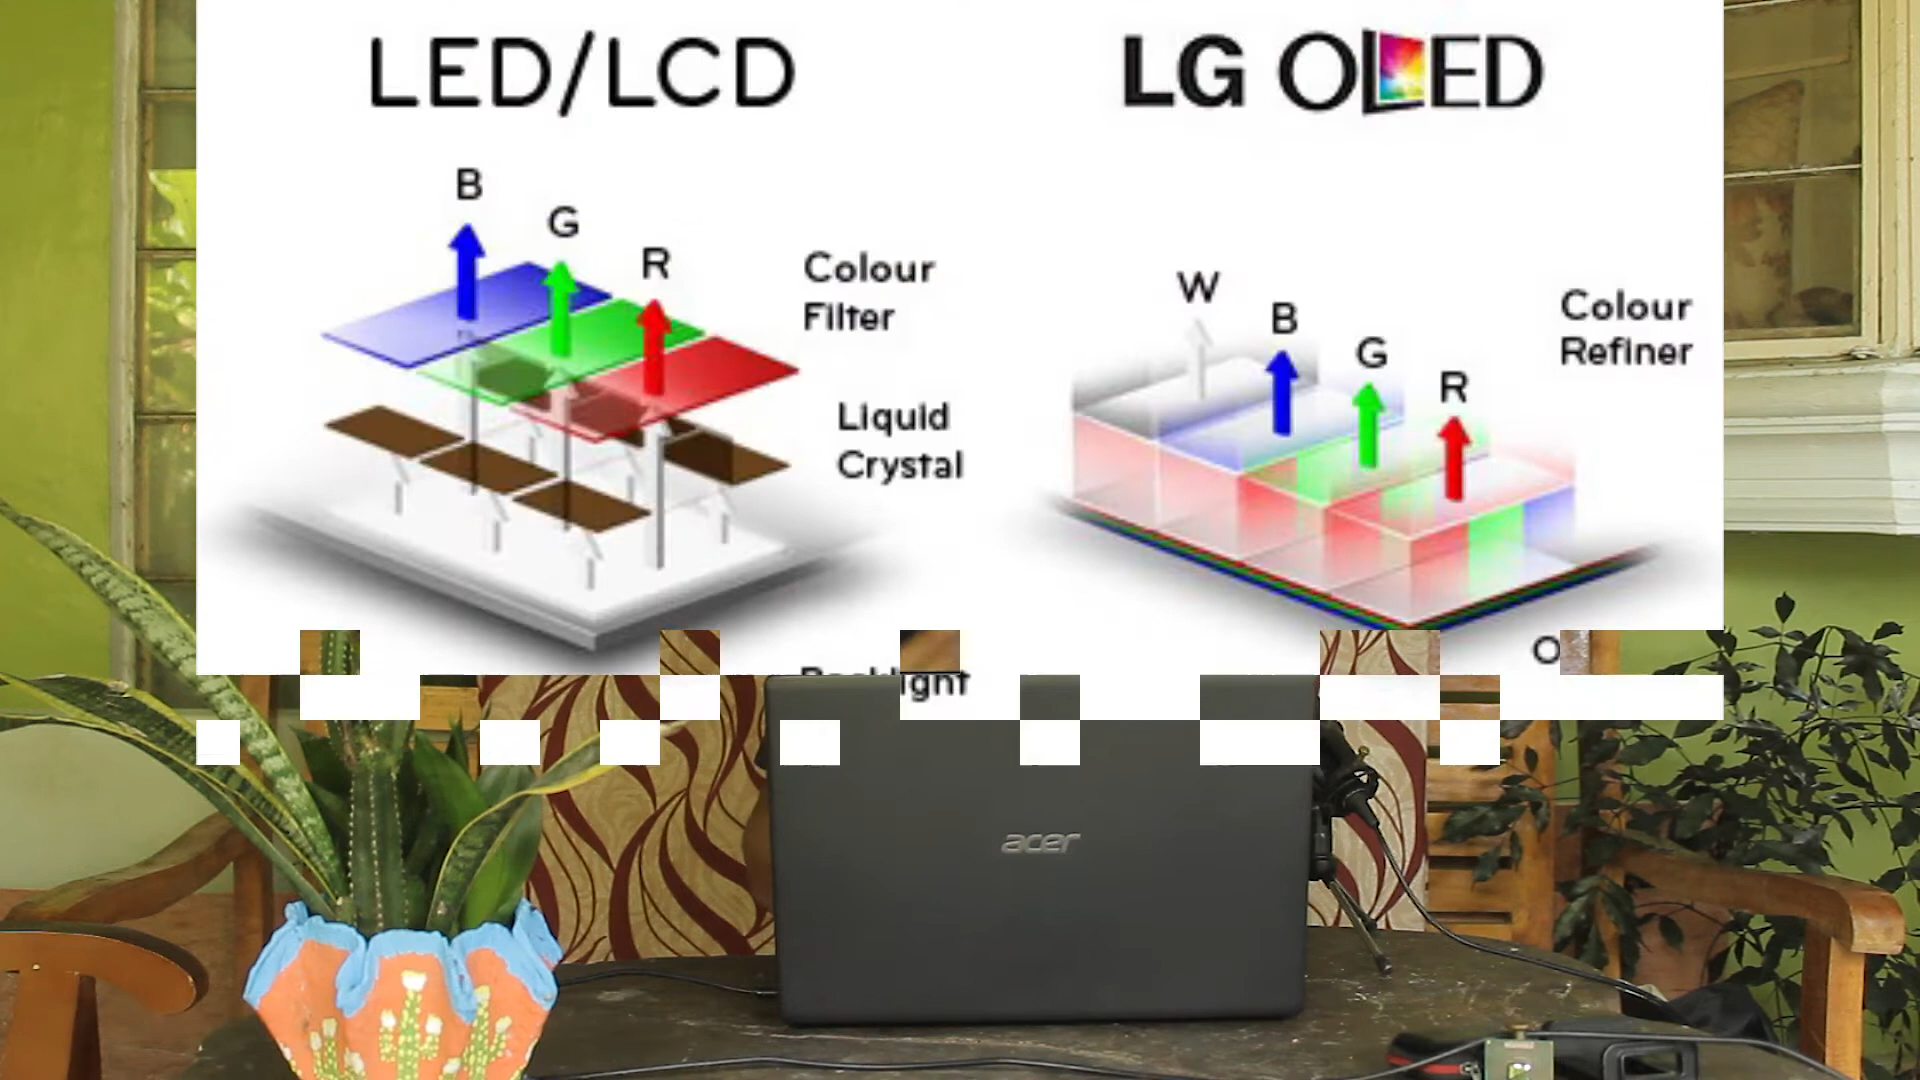 LED/LCD
LG OLED
B
G
R
Colour
Filter
Liquid
Crystal
W
B
G
R
Colour
Refiner
acer